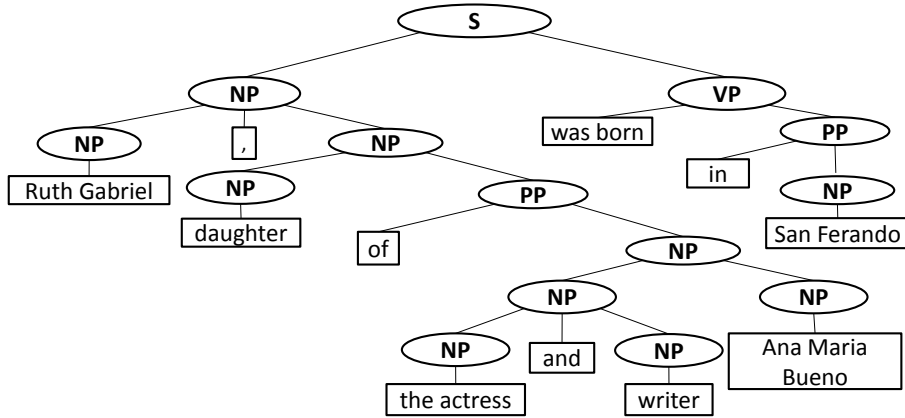 S
NP
VP
NP
,
NP
was born
PP
Ruth Gabriel
NP
PP
in
NP
daughter
of
NP
San Ferando
NP
NP
NP
and
NP
Ana Maria
Bueno
the actress
writer